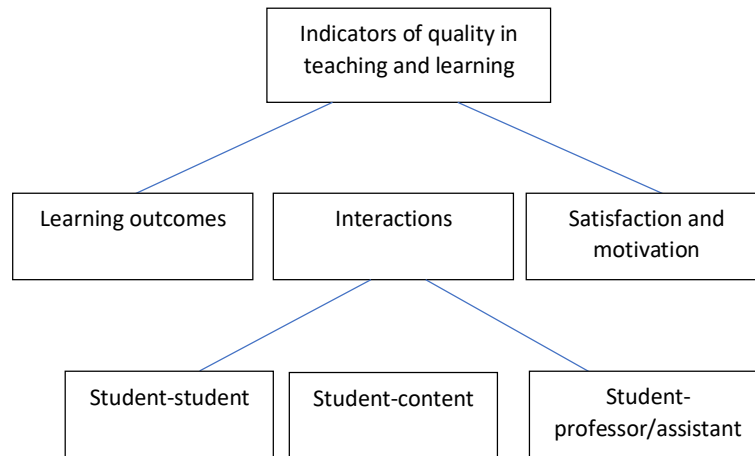 Indicators of quality in
teaching and learning
Learning outcomes
Interactions
Satisfaction and
motivation
Student-student
Student-content
Student-
professor/assistant